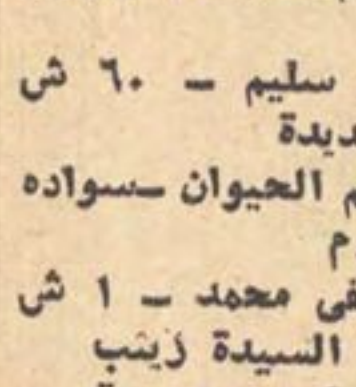 سليم – ٦٠ ش
ديدة
م الحيوان –سواده
م
فى محمد – ١ ش
السيدة زينب